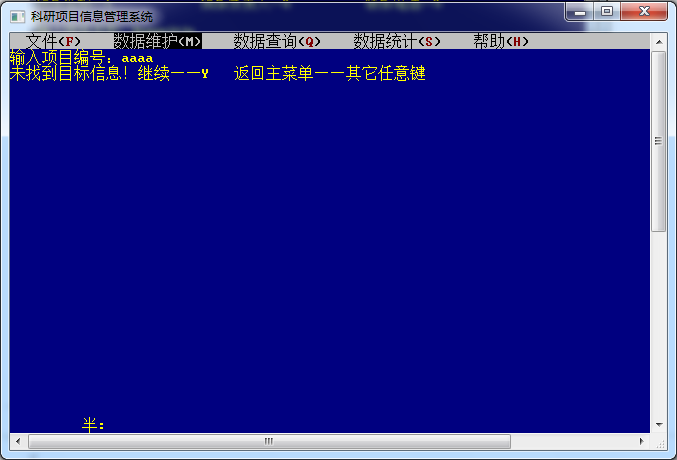 科研项目信息管理系统
文件(F) 数据维护(M) 数据查询(Q) 数据统计(S) 帮助(H)
输入项目编号：aaaa
未找到目标信息！继续——Y 返回主菜单——其它任意键
半：